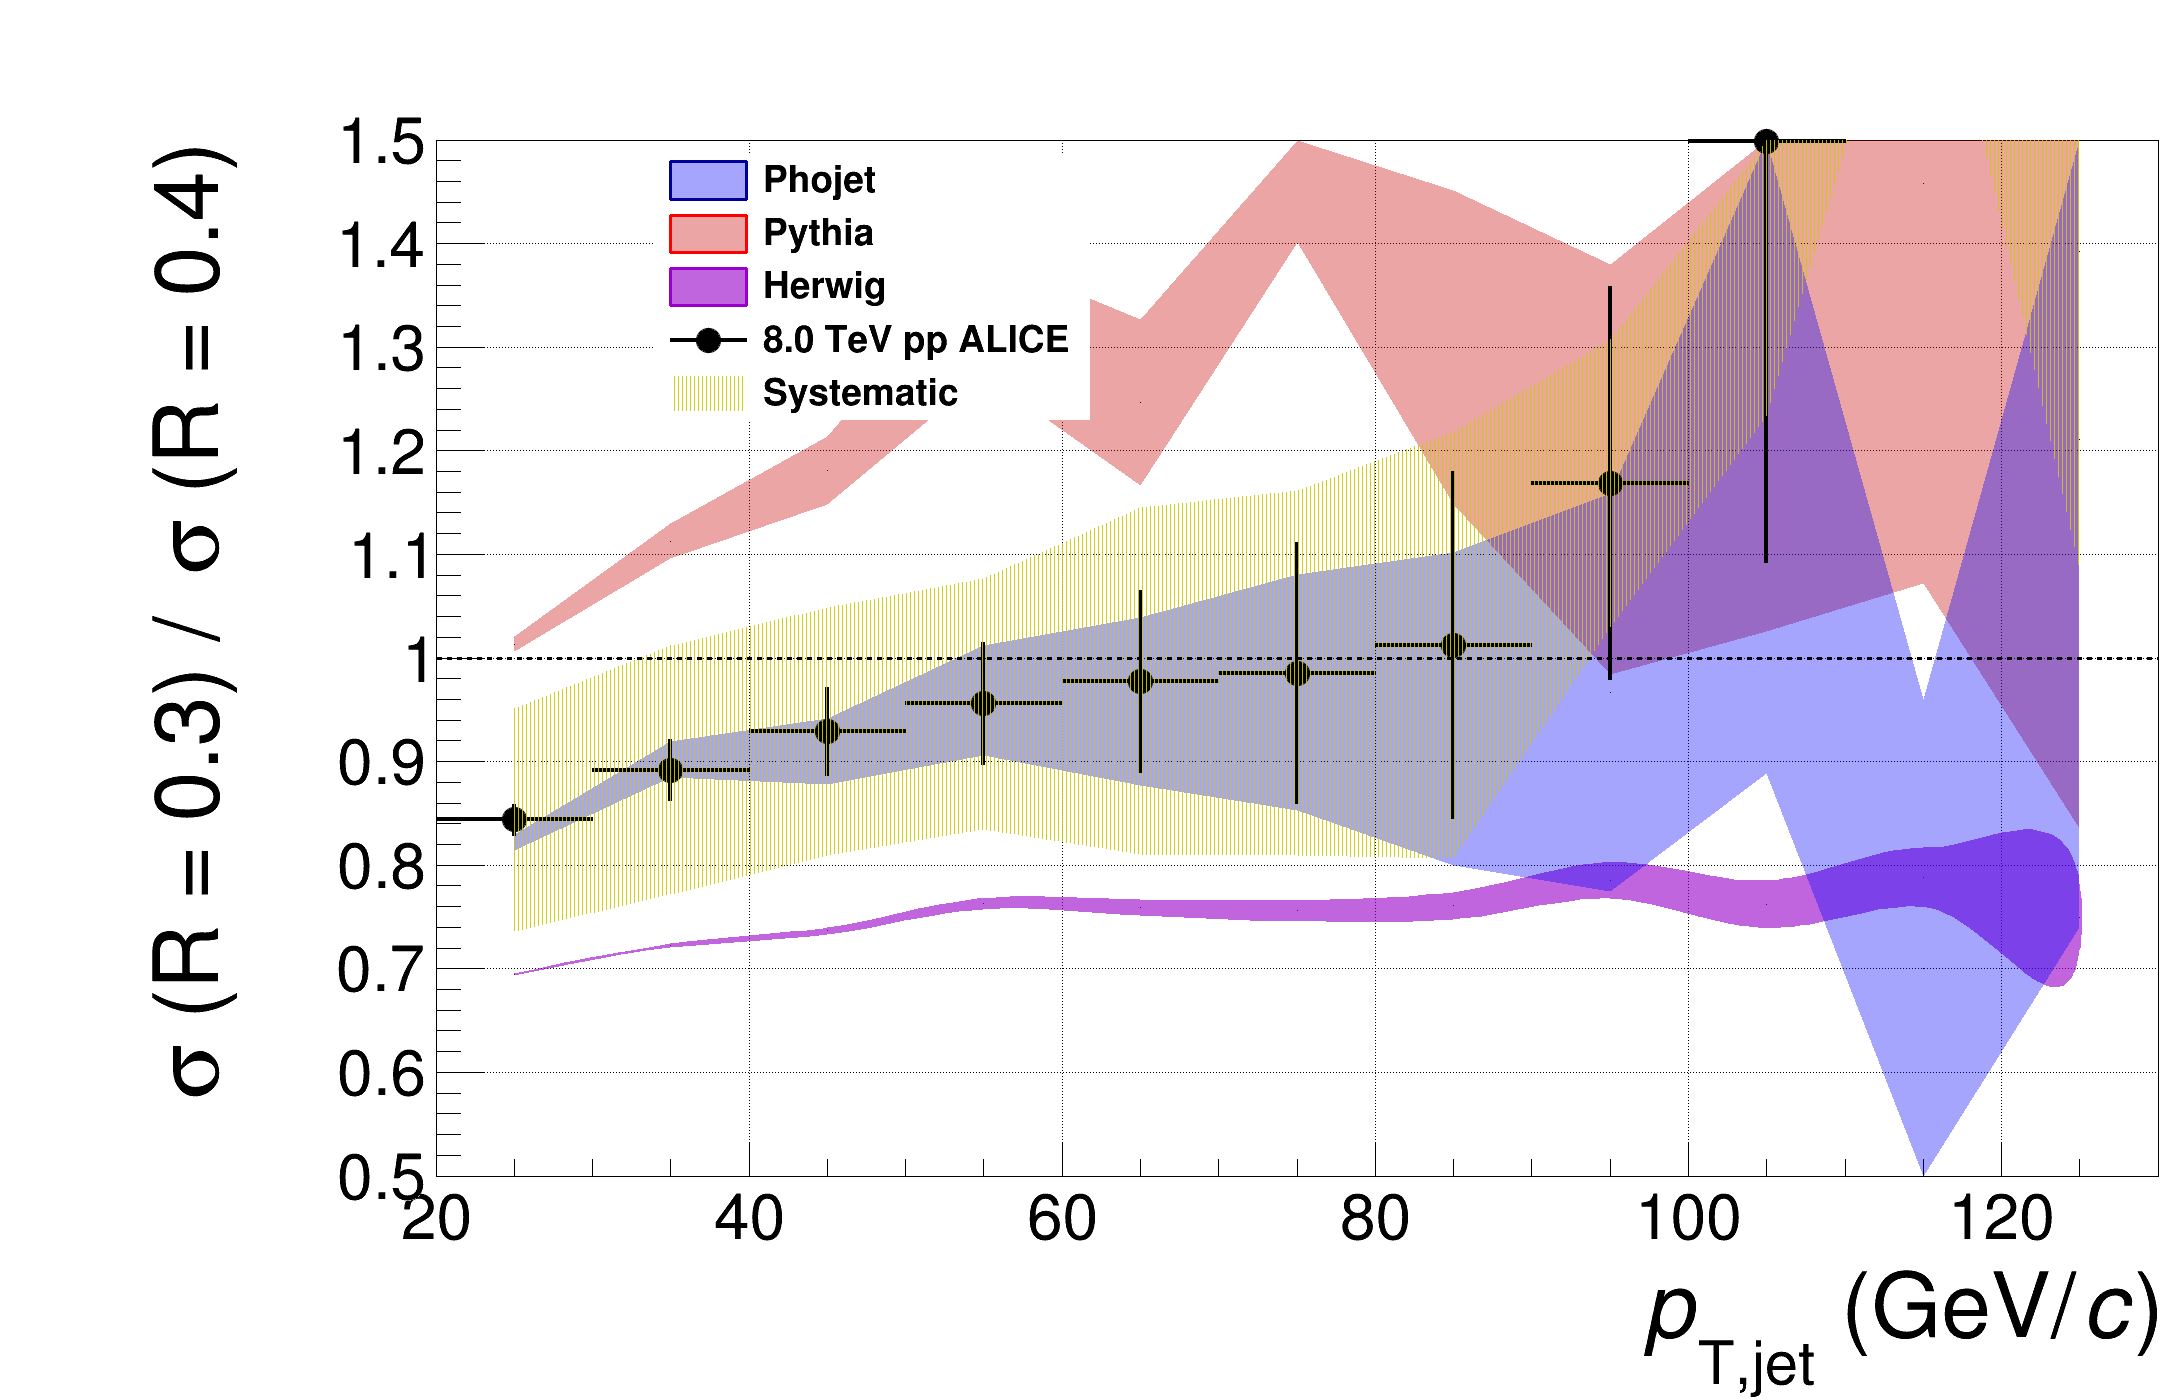 σ (R = 0.3) / σ (R = 0.4)
1.5
1.4
1.3
1.2
1.1
1
0.9
0.8
0.7
0.6
0.5
Phojet
Pythia
Herwig
8.0 TeV pp ALICE
Systematic
20 40 60 80 100 120
p T,jet (GeV/c)